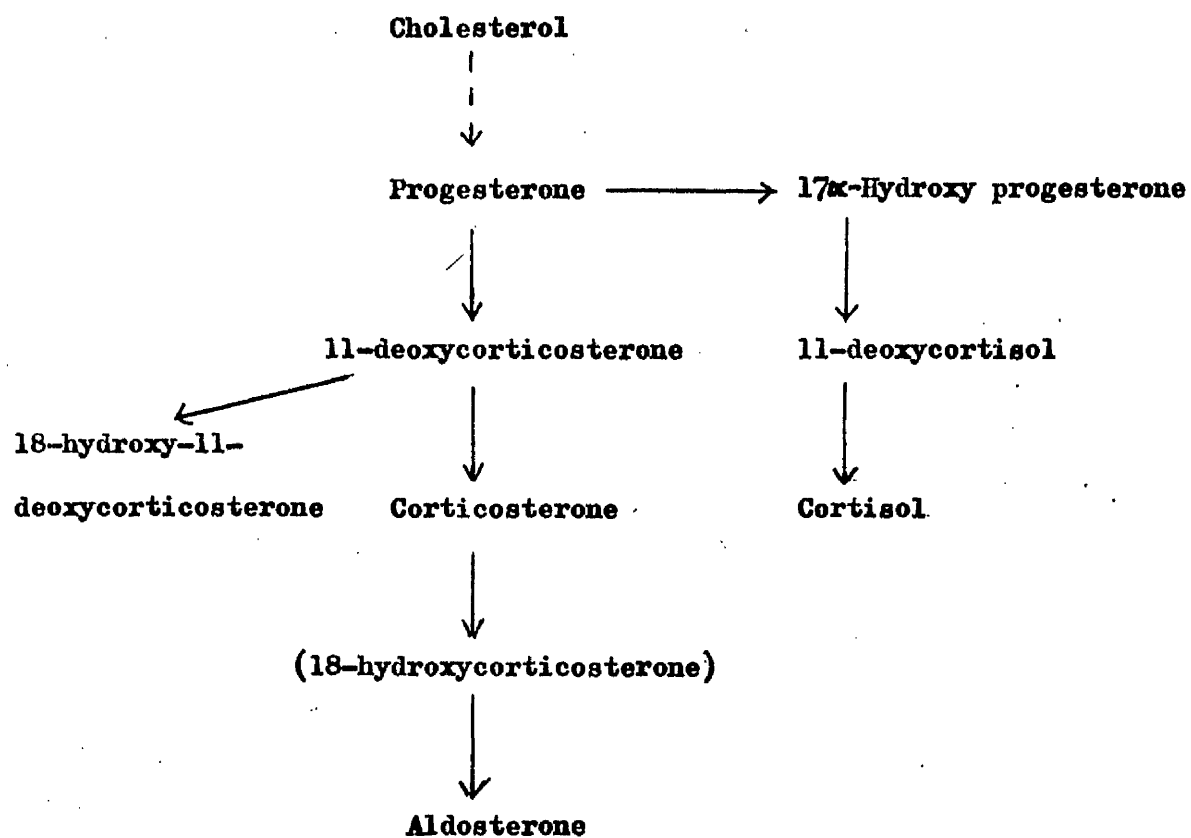 Cholesterol
Progesterone
17α-Hydroxy progesterone
11-deoxycorticosterone
11-deoxycortisol
18-hydroxy-11-
deoxycorticosterone
Corticosterone
Cortisol
(18-hydroxycorticosterone)
Aldosterone